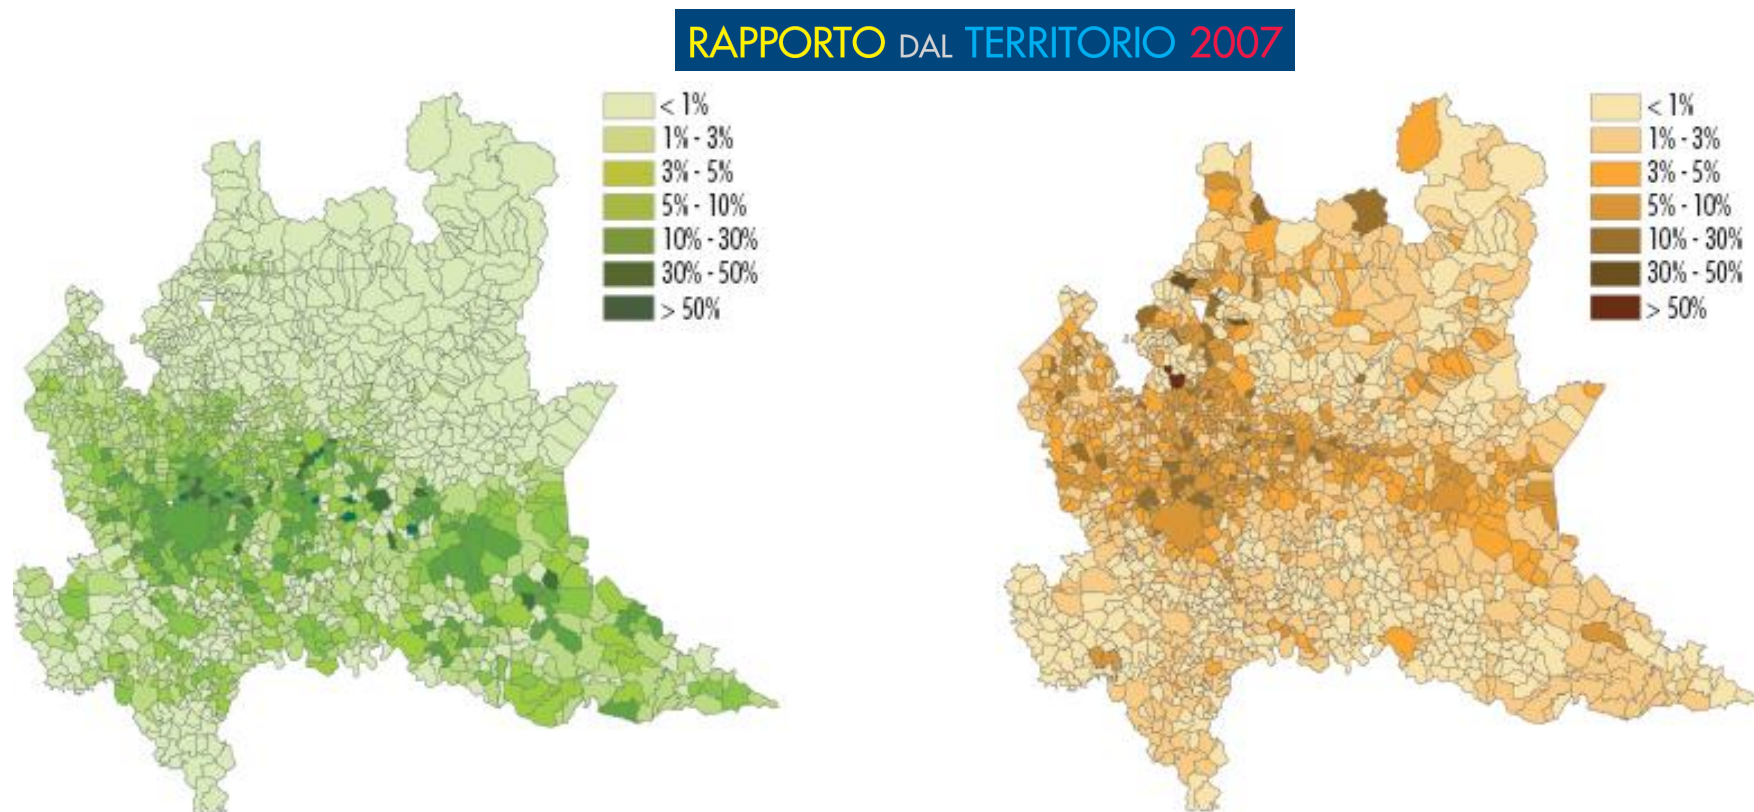 RAPPORTO DAL TERRITORIO 2007
< 1%
1% - 3%
3% - 5%
5% - 10%
10% - 30%
30% - 50%
> 50%
< 1%
1% - 3%
3% - 5%
5% - 10%
10% - 30%
30% - 50%
> 50%